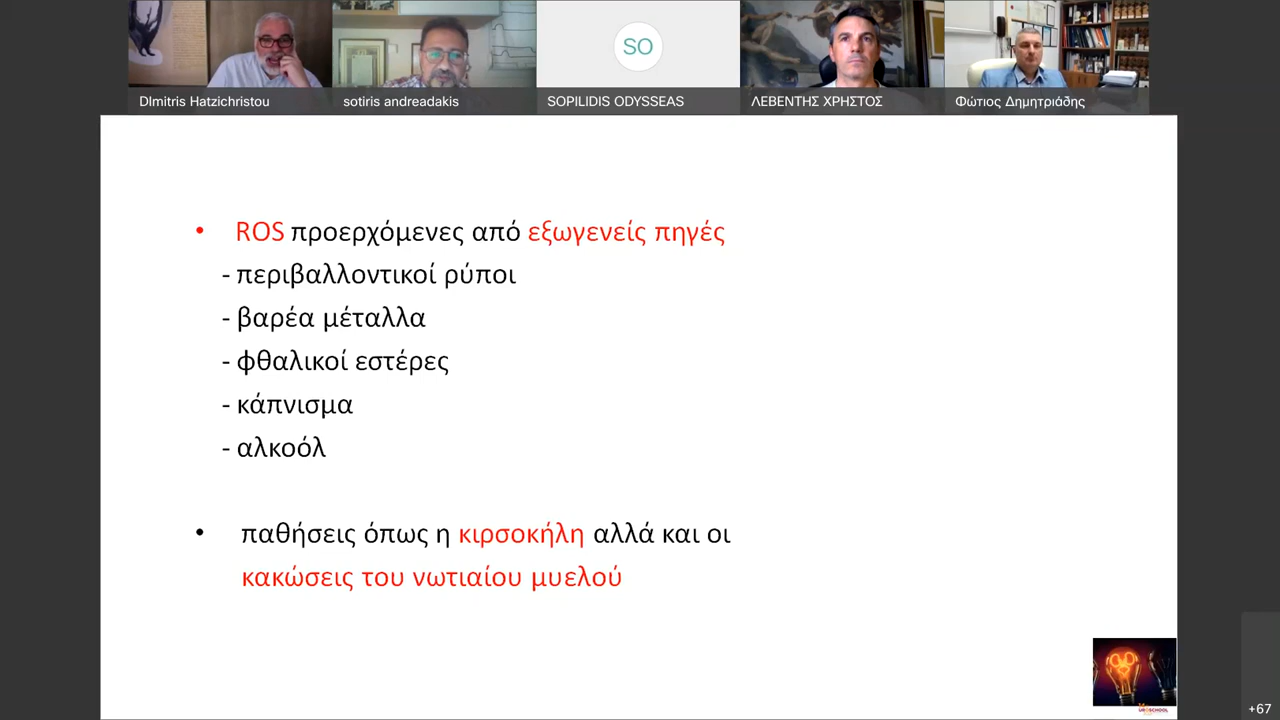 SO
DImitris Hatzichristou
sotiris andreadakis
SOPILIDIS ODYSSEAS
ΛΕΒΕΝΤΗΣ ΧΡΗΣΤΟΣ
Φώτιος Δημητριάδης
• ROS προερχόμενες από εξωγενείς πηγές
- περιβαλλοντικοί ρύποι
- βαρέα μέταλλα
- φθαλικοί εστέρες
- κάπνισμα
- αλκοόλ
• παθήσεις όπως η κιρσοκήλη αλλά και οι
κακώσεις του νωτιαίου μυελού
UROSCHOOL
+67